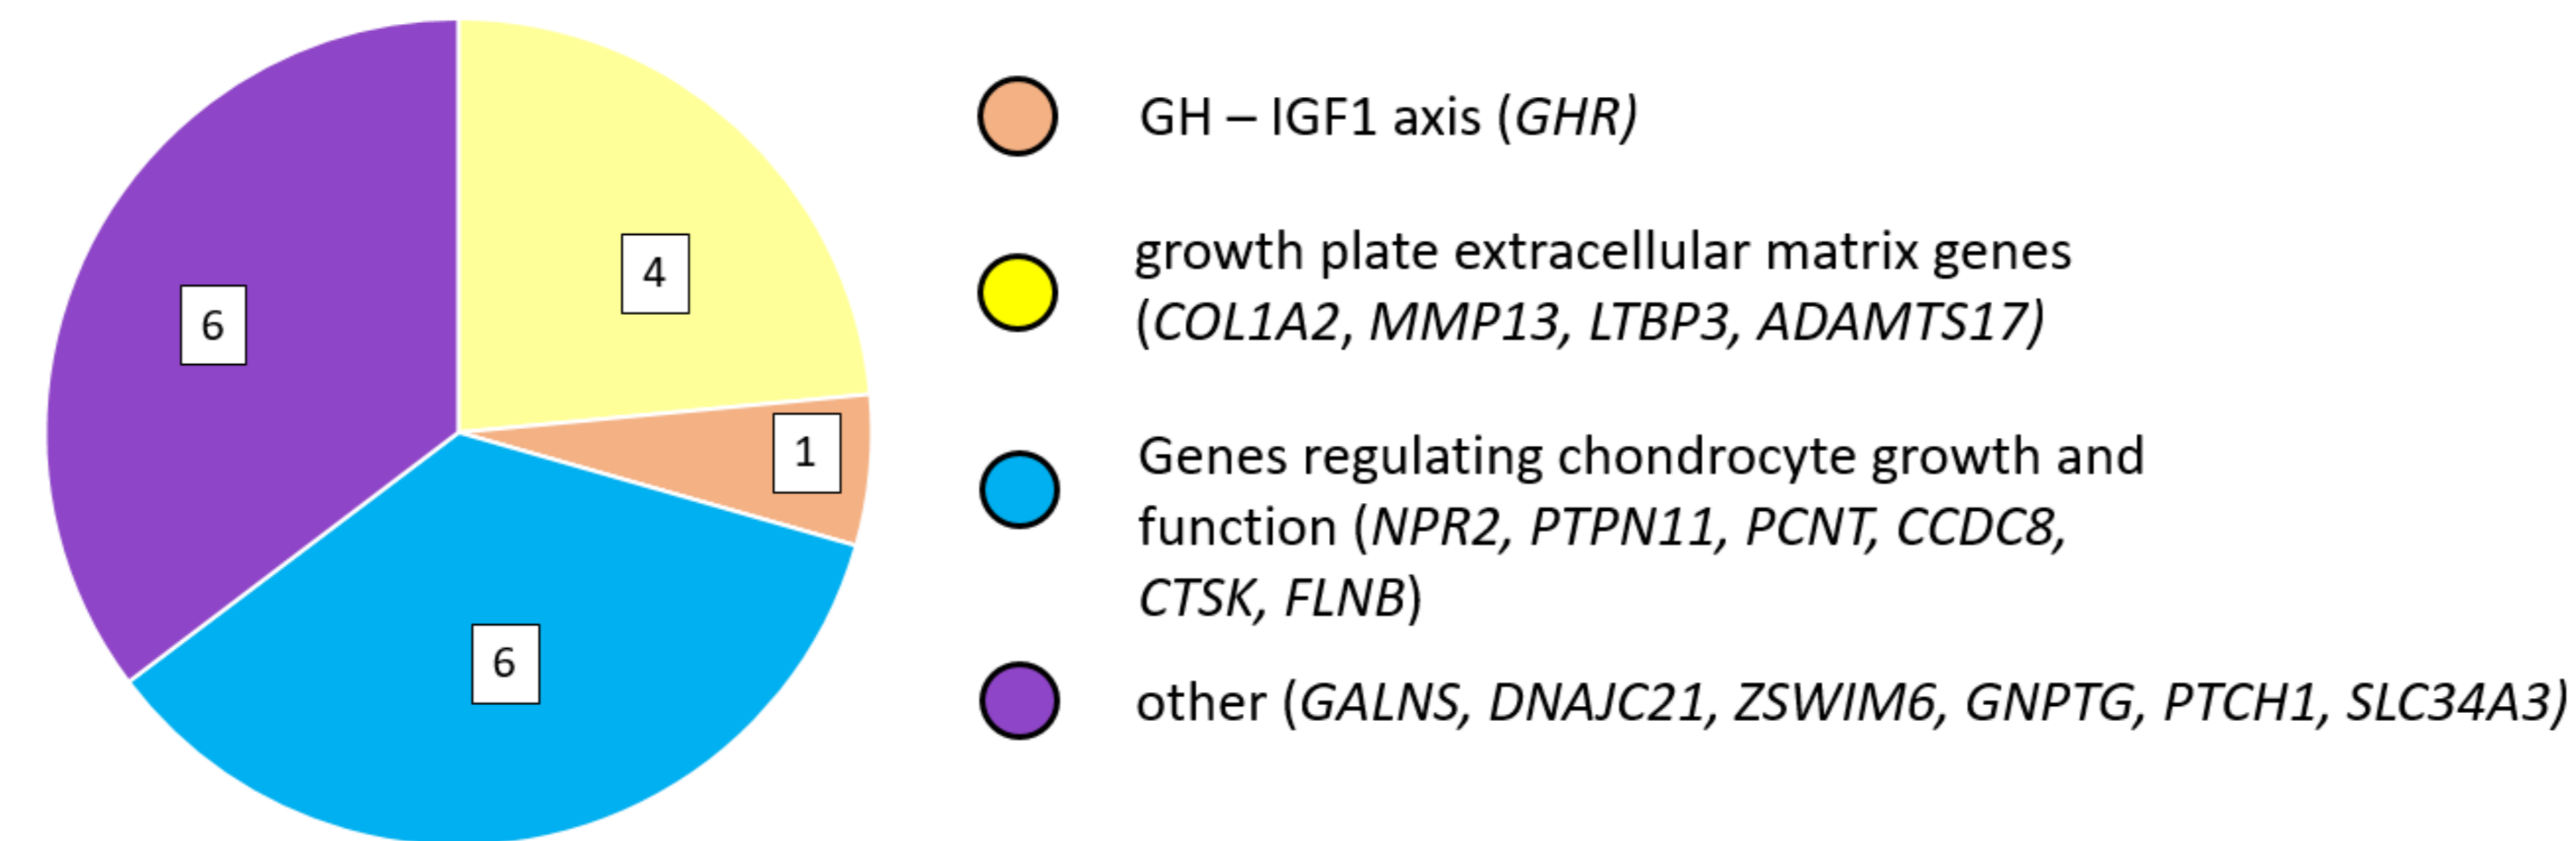 4
6
1
6
GH – IGF1 axis (GHR)
growth plate extracellular matrix genes
(COL1A2, MMP13, LTBP3, ADAMTS17)
Genes regulating chondrocyte growth and
function (NPR2, PTPN11, PCNT, CCDC8,
CTSK, FLNB)
other (GALNS, DNAJC21, ZSWIM6, GNPTG, PTCH1, SLC34A3)